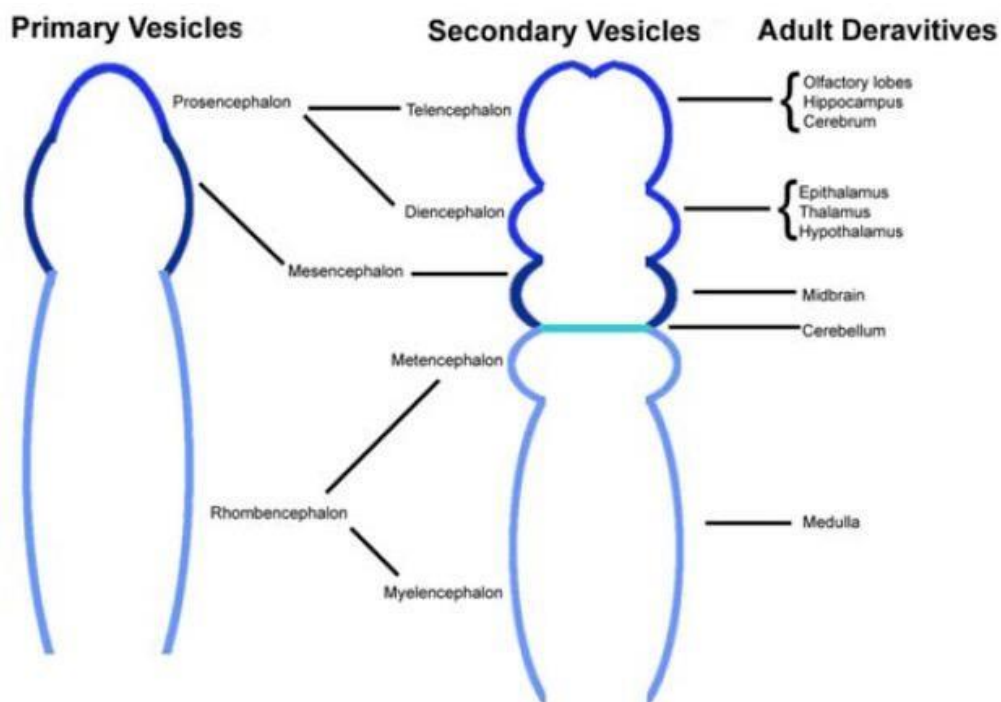 Primary Vesicles
Secondary Vesicles
Adult Deravitives
Prosencephalon
Telencephalon
Olfactory lobes
Hippocampus
Cerebrum
Diencephalon
Epithalamus
Thalamus
Hypothalamus
Mesencephalon
Midbrain
Cerebellum
Metencephalon
Rhombencephalon
Medulla
Myelencephalon